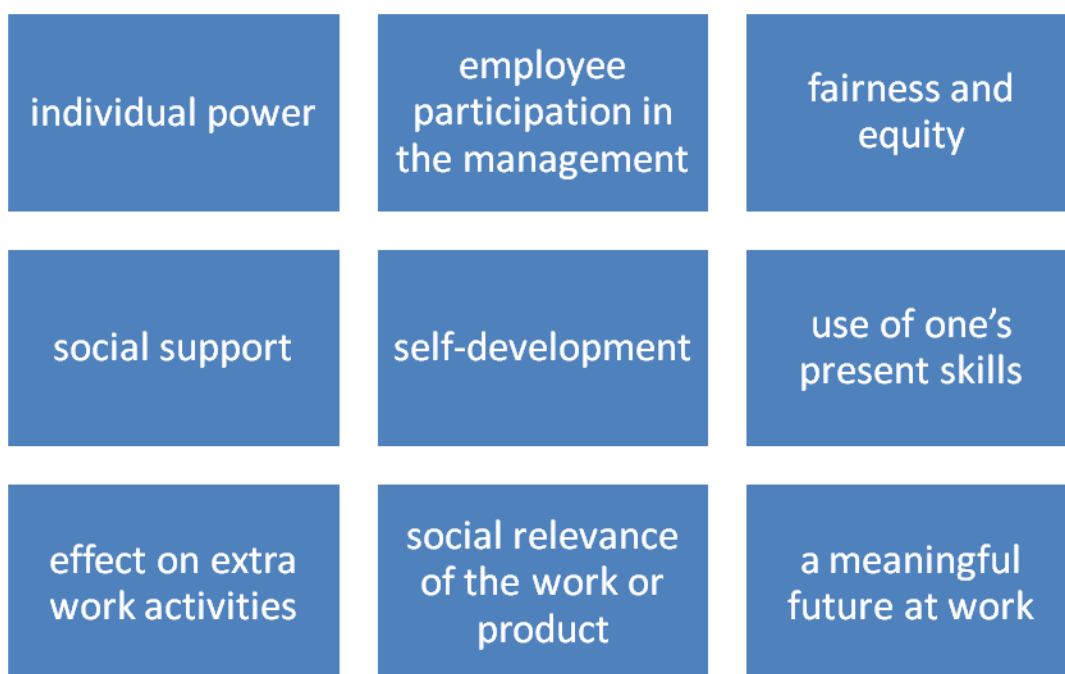 individual power
employee
participation in
the management
fairness and
equity
social support
self-development
use of one’s
present skills
effect on extra
work activities
social relevance
of the work or
product
a meaningful
future at work